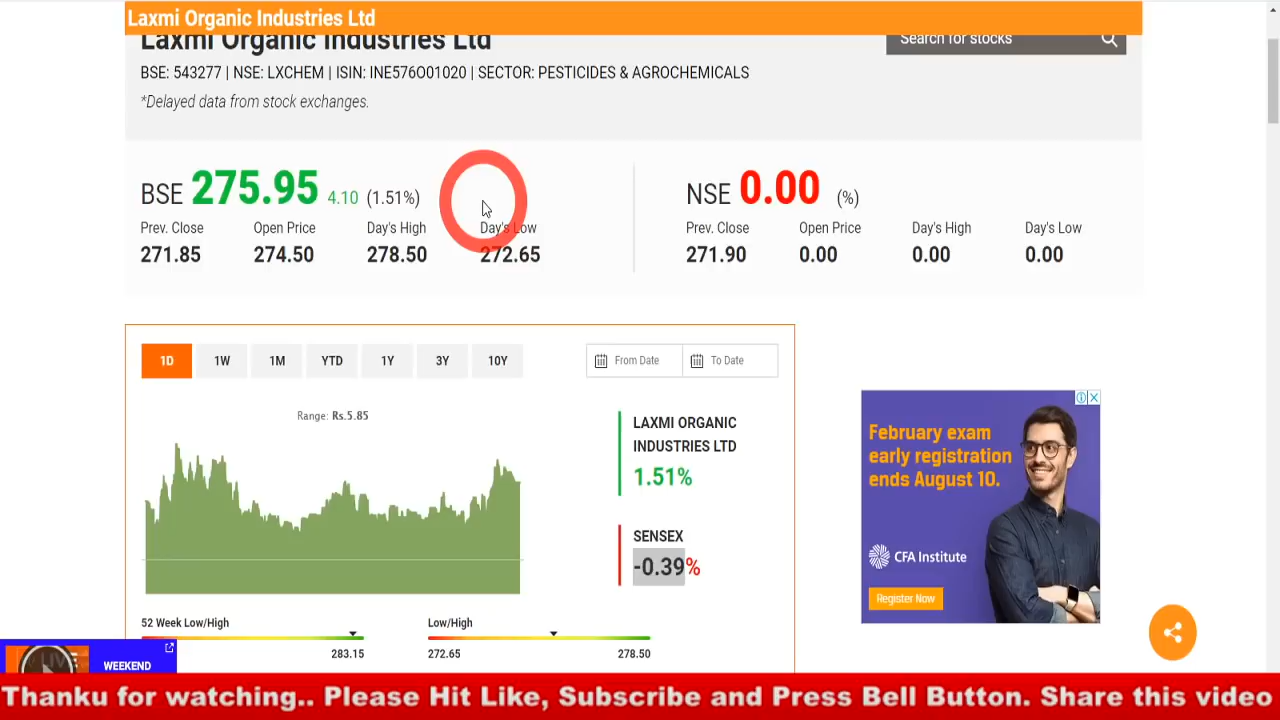 Laxmi Organic Industries Ltd
Laxmi Organic Industries Ltd
Search for stocks
BSE: 543277 | NSE: LXCHEM | ISIN: INE576O01020 | SECTOR: PESTICIDES & AGROCHEMICALS
*Delayed data from stock exchanges.
BSE 275.95 4.10 (1.51%)
Prev. Close Open Price Day's High Day's Low
271.85 274.50 278.50 272.65
NSE 0.00 (%)
Prev. Close Open Price Day's High Day's Low
271.90 0.00 0.00 0.00
1D 1W 1M YTD 1Y 3Y 10Y From Date To Date
Range: Rs.5.85
LAXMI ORGANIC
INDUSTRIES LTD
1.51%
SENSEX
-0.39%
52 Week Low/High
283.15
Low/High
272.65 278.50
February exam
early registration
ends August 10.
CFA Institute
Register Now
LIVE
WEEKEND
Thanku for watching.. Please Hit Like, Subscribe and Press Bell Button. Share this video